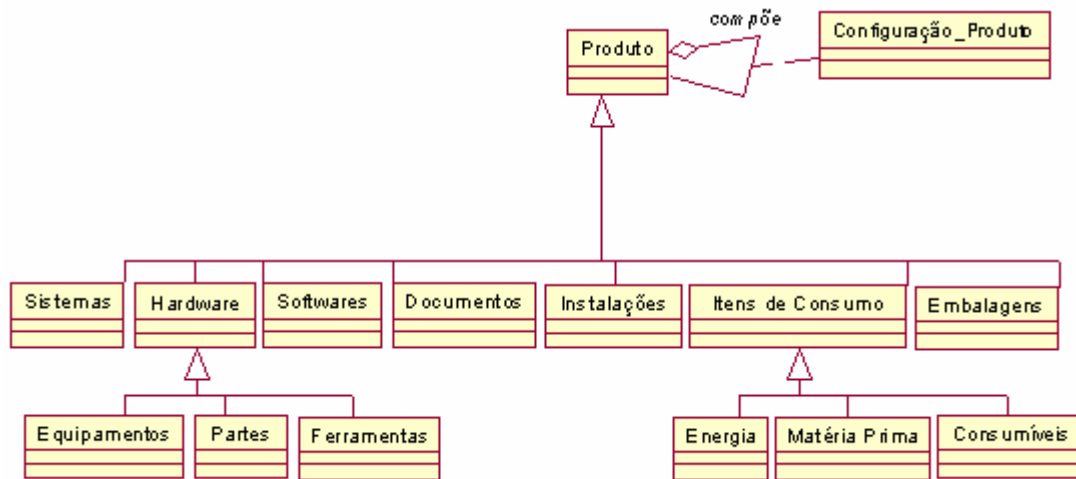 compõe
Produto
Configuração_Produto
Sistemas
Hardware
Softwares
Documentos
Instalações
Itens de Consumo
Embalagens
Equipamentos
Partes
Ferramentas
Energia
Matéria Prima
Consumíveis